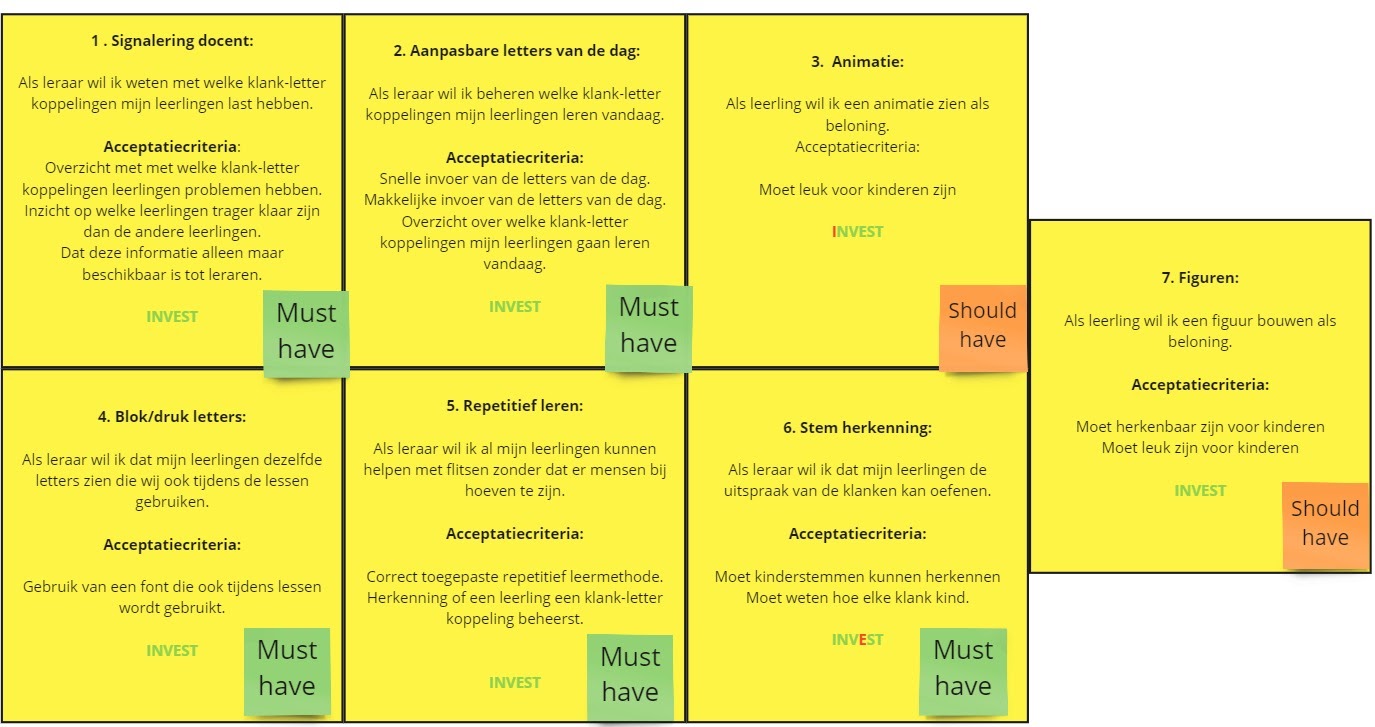 1 . Signalering docent:
Als leraar wil ik weten met welke klank-letter
koppelingen mijn leerlingen last hebben.
Acceptatiecriteria:
Overzicht met met welke klank-letter
koppelingen leerlingen problemen hebben.
Inzicht op welke leerlingen trager klaar zijn
dan de andere leerlingen.
Dat deze informatie alleen maar
beschikbaar is tot leraren.
INVEST
Must
have
2. Aanpasbare letters van de dag:
Als leraar wil ik beheren welke klank-letter
koppelingen mijn leerlingen leren vandaag.
Acceptatiecriteria:
Snelle invoer van de letters van de dag.
Makkelijke invoer van de letters van de dag.
Overzicht over welke klank-letter
koppelingen mijn leerlingen gaan leren
vandaag.
INVEST
Must
have
3. Animatie:
Als leerling wil ik een animatie zien als
beloning.
Acceptatiecriteria:
Moet leuk voor kinderen zijn
INVEST
Should
have
4. Blok/druk letters:
Als leraar wil ik dat mijn leerlingen dezelfde
letters zien die wij ook tijdens de lessen
gebruiken.
Acceptatiecriteria:
Gebruik van een font die ook tijdens lessen
wordt gebruikt.
INVEST
Must
have
5. Repetitief leren:
Als leraar wil ik al mijn leerlingen kunnen
helpen met flitsen zonder dat er mensen bij
hoeven te zijn.
Acceptatiecriteria:
Correct toegepaste repetitief leermethode.
Herkenning of een leerling een klank-letter
koppeling beheerst.
INVEST
Must
have
6. Stem herkenning:
Als leraar wil ik dat mijn leerlingen de
uitspraak van de klanken kan oefenen.
Acceptatiecriteria:
Moet kinderstemmen kunnen herkennen
Moet weten hoe elke klank kind.
INVEST
Must
have
7. Figuren:
Als leerling wil ik een figuur bouwen als
beloning.
Acceptatiecriteria:
Moet herkenbaar zijn voor kinderen
Moet leuk zijn voor kinderen
INVEST
Should
have